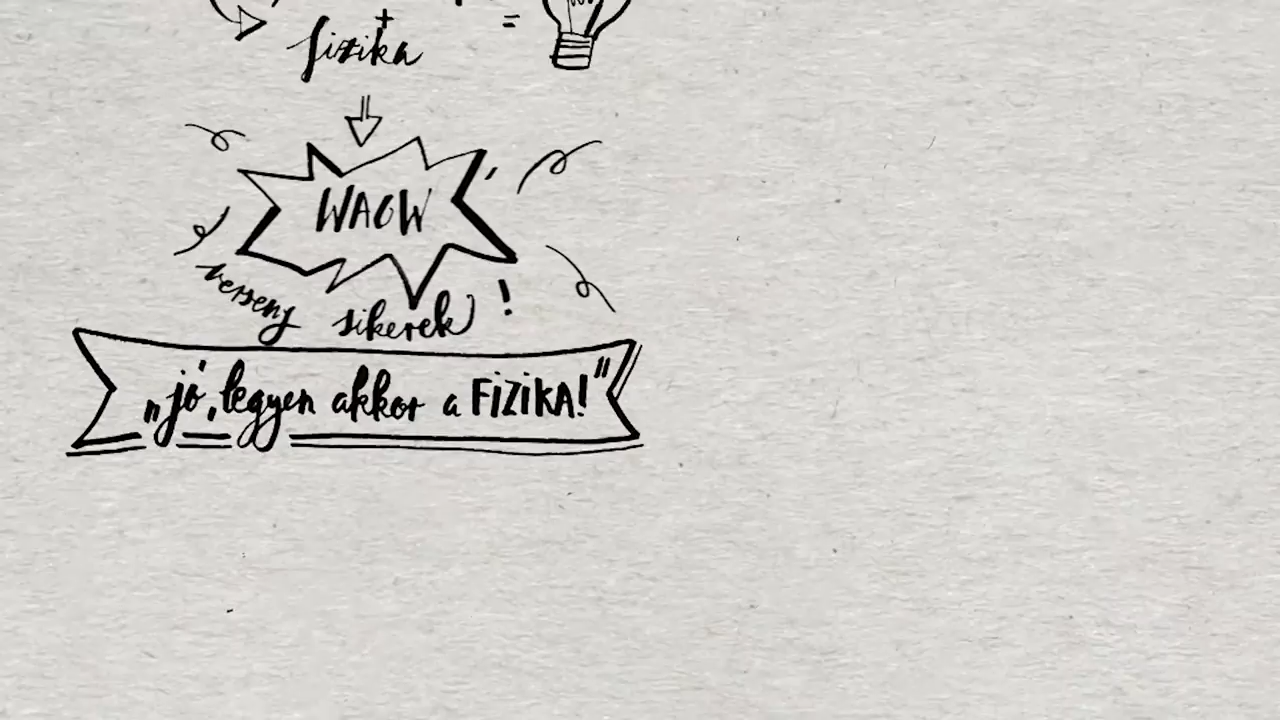 +
fizika =
WAOW
verseny sikerek !
„jó, legyen akkor a FIZIKA!”